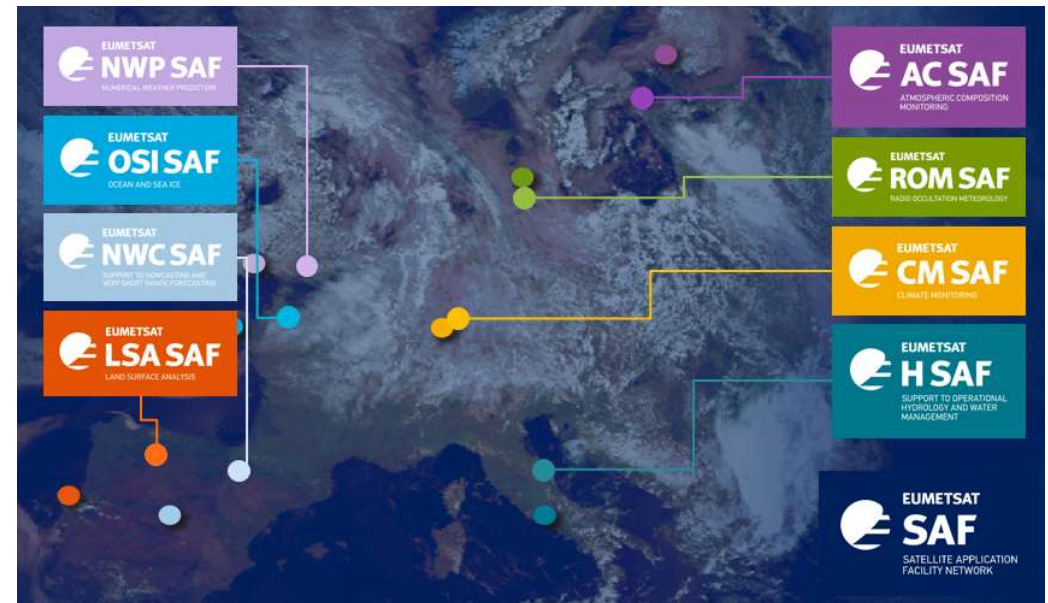 EUMETSAT
NWP SAF
NUMERICAL WEATHER PREDICTION
EUMETSAT
OSI SAF
OCEAN AND SEA ICE
EUMETSAT
NWC SAF
SUPPORT TO NOWCASTING AND
VERY SHORT RANGE FORECASTING
EUMETSAT
LSA SAF
LAND SURFACE ANALYSIS
EUMETSAT
AC SAF
ATMOSPHERIC COMPOSITION
MONITORING
EUMETSAT
ROM SAF
RADIO OCCULTATION METEOROLOGY
EUMETSAT
CM SAF
CLIMATE MONITORING
EUMETSAT
H SAF
SUPPORT TO OPERATIONAL
HYDROLOGY AND WATER
MANAGEMENT
EUMETSAT
SAF
SATELLITE APPLICATION
FACILITY NETWORK